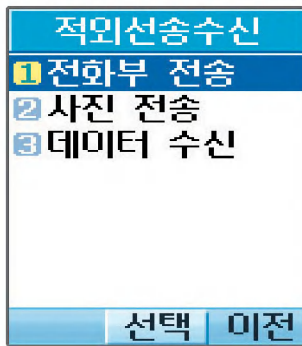 적외선송수신
1 전화부 전송
2 사진 전송
3 데이터 수신
선택 이전